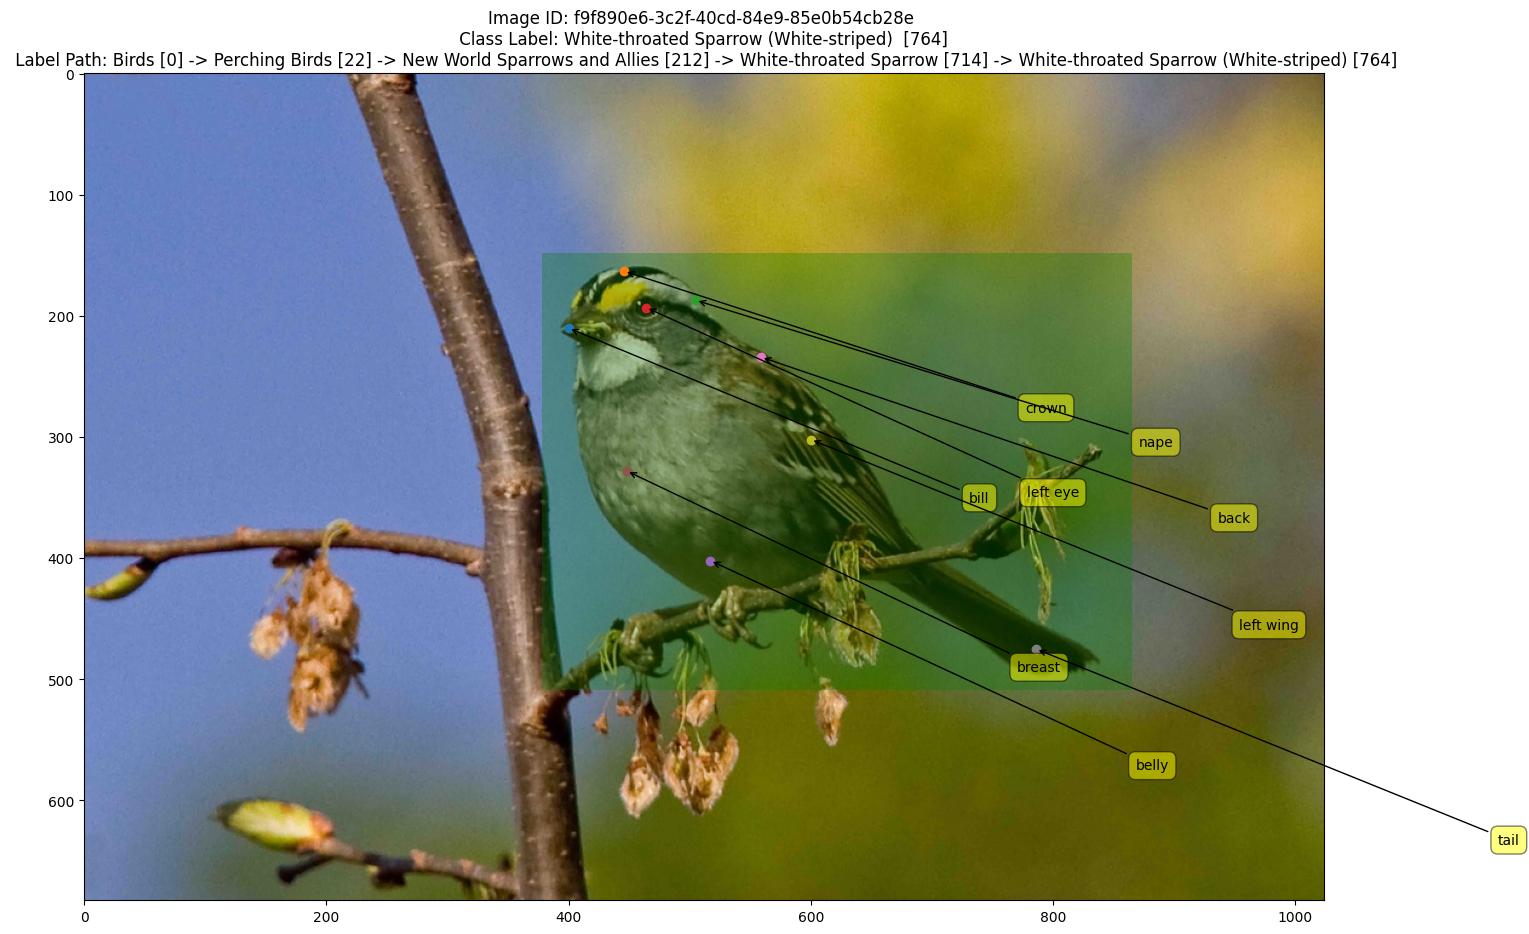 Image ID: f9f890e6-3c2f-40cd-84e9-85e0b54cb28e
Class Label: White-throated Sparrow (White-striped)  [764]
Label Path: Birds [0] -> Perching Birds [22] -> New World Sparrows and Allies [212] -> White-throated Sparrow [714] -> White-throated Sparrow (White-striped) [764]
0
100
200
300
400
500
600
crown
nape
bill
left eye
back
left wing
breast
belly
tail
0
200
400
600
800
1000